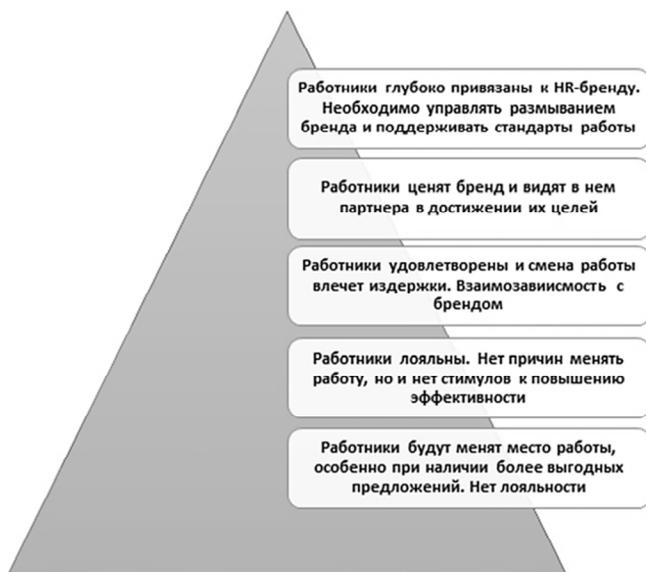 Работники глубоко привязаны к HR-бренду.
Необходимо управлять размыванием
бренда и поддерживать стандарты работы
Работники ценят бренд и видят в нем
партнера в достижении их целей
Работники удовлетворены и смена работы
влечет издержки. Взаимозавиисмость с
брендом
Работники лояльны. Нет причин менять
работу, но и нет стимулов к повышению
эффективности
Работники будут менят место работы,
особенно при наличии более выгодных
предложений. Нет лояльности